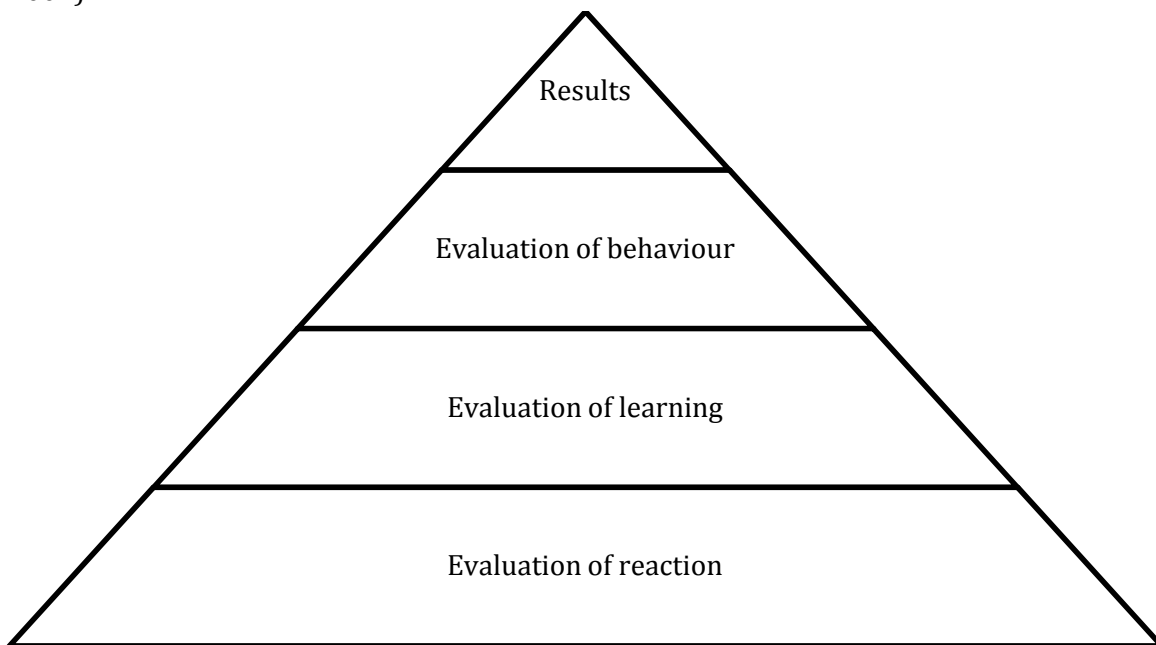 Results
Evaluation of behaviour
Evaluation of learning
Evaluation of reaction